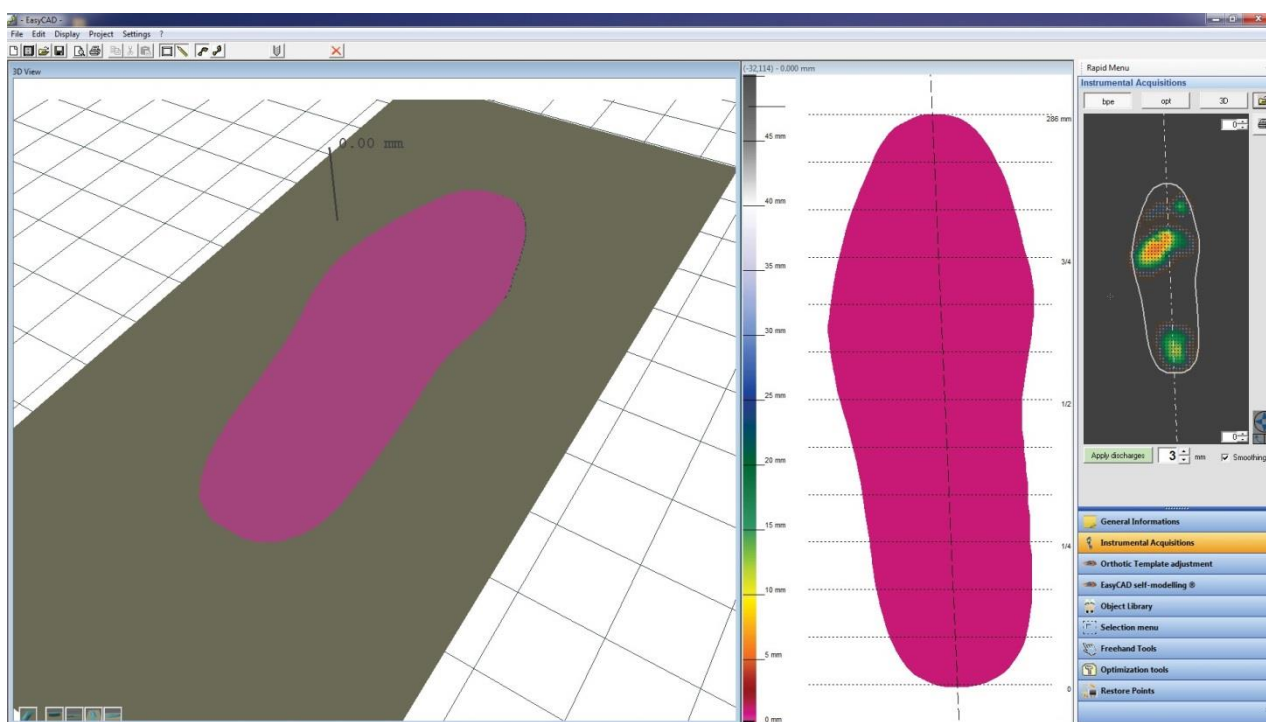 - EasyCAD -
File Edit Display Project Settings ?
3D View
0.00 mm
(-32,114) - 0.000 mm
45 mm
40 mm
35 mm
30 mm
25 mm
20 mm
15 mm
10 mm
5 mm
0 mm
286 mm
3/4
1/2
1/4
0
Rapid Menu
Instrumental Acquisitions
bpe opt 3D
0
0
Apply discharges 3 mm Smoothing
General Informations
Instrumental Acquisitions
Orthotic Template adjustment
EasyCAD self-modelling ®
Object Library
Selection menu
Freehand Tools
Optimization tools
Restore Points